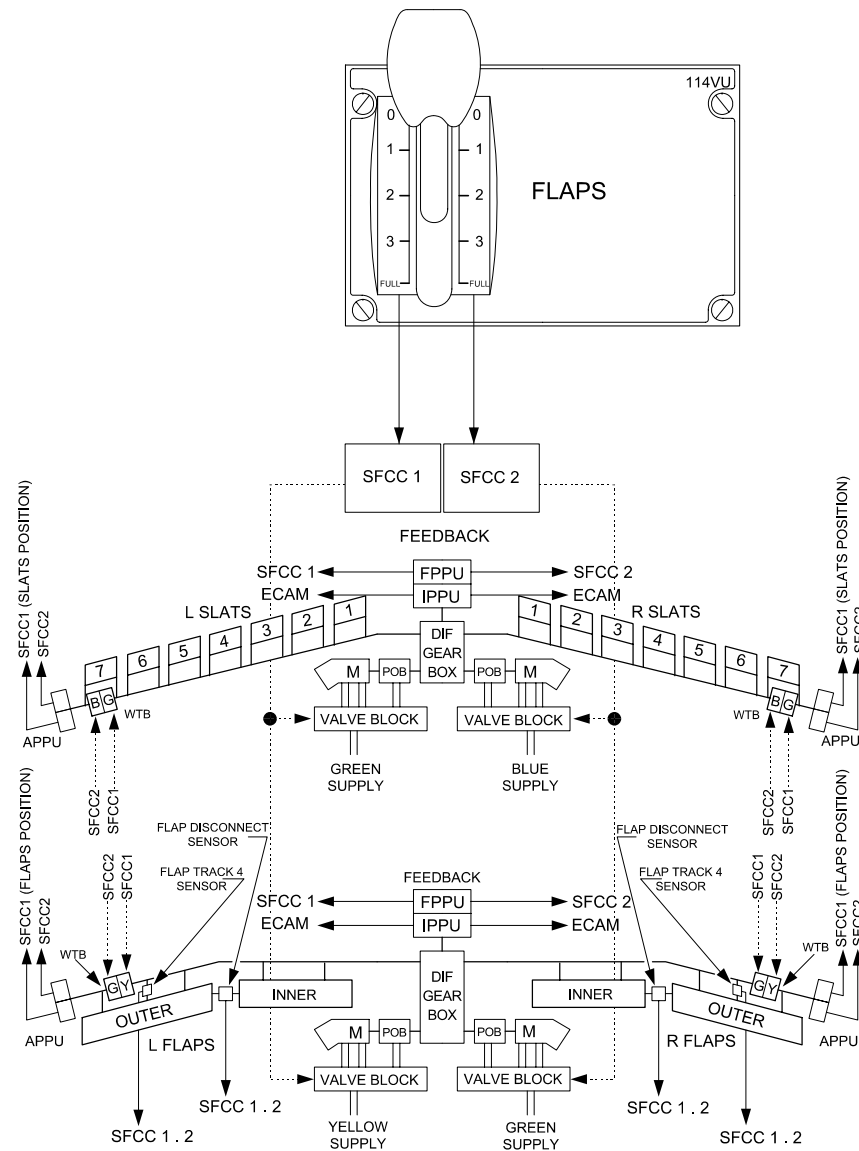 114VU
0 0
1 1
2 2
3 3
FULL FULL
FLAPS
SFCC 1 SFCC 2
FEEDBACK
SFCC 1 FPPU SFCC 2
ECAM IPPU ECAM
SFCC1 (SLATS POSITION)
SFCC2
L SLATS
7 6 5 4 3 2 1
DIF
GEAR
BOX
R SLATS
1 2 3 4 5 6 7
SFCC1 (SLATS POSITION)
SFCC2
M POB POB M
B G
WTB
APPU
VALVE BLOCK VALVE BLOCK
WTB
B G
APPU
GREEN
SUPPLY
BLUE
SUPPLY
SFCC2
SFCC1
SFCC2
SFCC1
FLAP DISCONNECT
SENSOR
FLAP TRACK 4
SENSOR
FLAP DISCONNECT
SENSOR
FLAP TRACK 4
SENSOR
SFCC1 (FLAPS POSITION)
SFCC2
SFCC2
SFCC1
FEEDBACK
SFCC 1 FPPU SFCC 2
ECAM IPPU ECAM
SFCC1
SFCC2
SFCC1 (FLAPS POSITION)
SFCC2
WTB
G Y
DIF
GEAR
BOX
G Y
WTB
APPU
OUTER
INNER
INNER
OUTER
APPU
L FLAPS
M POB POB M
R FLAPS
VALVE BLOCK VALVE BLOCK
SFCC 1 . 2
SFCC 1 . 2
YELLOW
SUPPLY
GREEN
SUPPLY
SFCC 1 . 2
SFCC 1 . 2